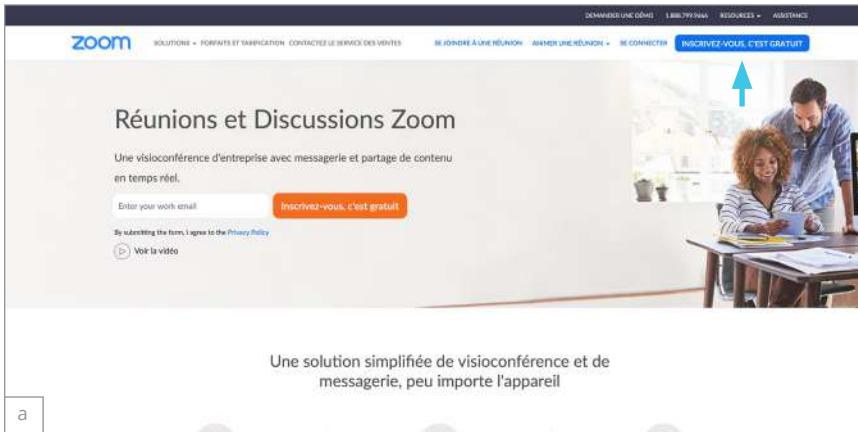 DEMANDER UNE DÉMO 1.888.799.9666 RESOURCES ASSISTANCE
zoom SOLUTIONS FORFAITS ET TARIFICATION CONTACTEZ LE SERVICE DES VENTES SE JOINDRE À UNE RÉUNION ANIMER UNE RÉUNION SE CONNECTER INSCRIVEZ-VOUS, C'EST GRATUIT
Réunions et Discussions Zoom
Une visioconférence d'entreprise avec messagerie et partage de contenu
en temps réel.
Enter your work email Inscrivez-vous, c'est gratuit
By submitting the form, I agree to the Privacy Policy
Voir la vidéo
Une solution simplifiée de visioconférence et de
messagerie, peu importe l'appareil
a